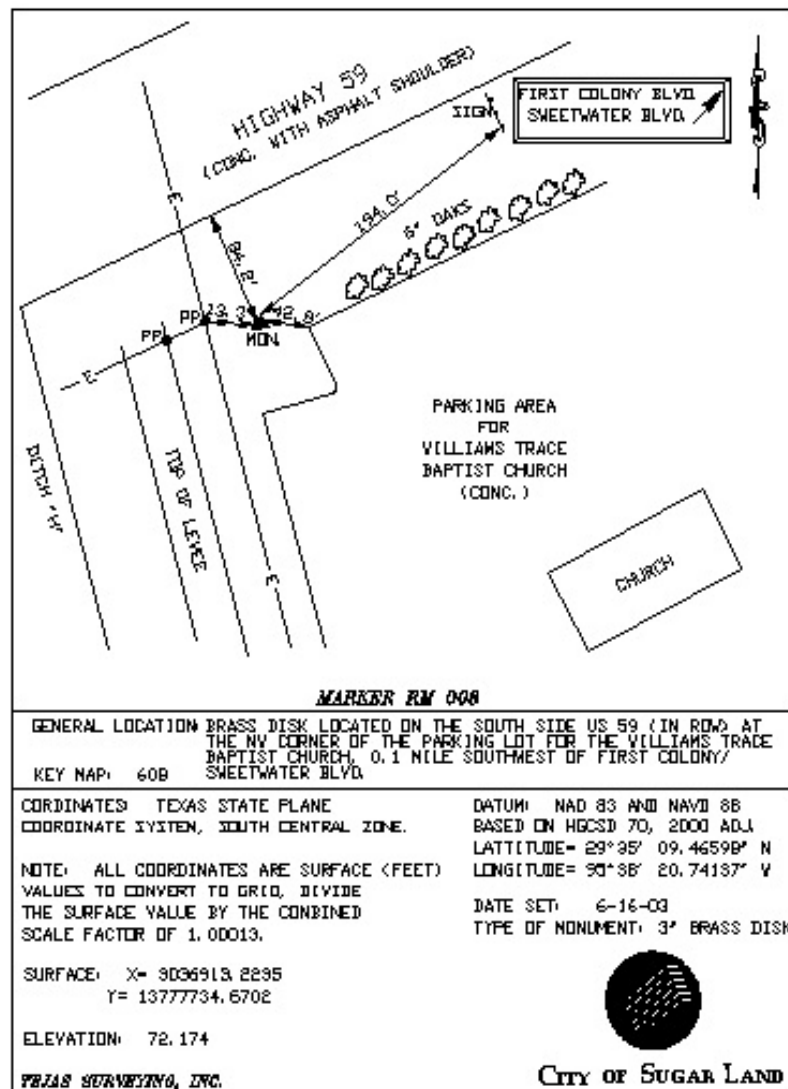 HIGHWAY 59
(CONC. WITH ASPHALT SHOULDER)
SIGN
FIRST COLONY BLVD.
SWEETWATER BLVD.
194.0'
6" OAKS
E
PP
PP
MON.
E
DITCH "H"
TOP OF LEVEE
E
PARKING AREA
FOR
WILLIAMS TRACE
BAPTIST CHURCH
(CONC.)
CHURCH
MARKER RM 008
GENERAL LOCATION: BRASS DISK LOCATED ON THE SOUTH SIDE US 59 (IN ROW) AT
THE NW CORNER OF THE PARKING LOT FOR THE WILLIAMS TRACE
BAPTIST CHURCH, 0.1 MILE SOUTHWEST OF FIRST COLONY/
KEY MAP: 608 SWEETWATER BLVD.
CORDINATES: TEXAS STATE PLANE
COORDINATE SYSTEM, SOUTH CENTRAL ZONE.
NOTE: ALL COORDINATES ARE SURFACE (FEET)
VALUES TO CONVERT TO GRID, DIVIDE
THE SURFACE VALUE BY THE COMBINED
SCALE FACTOR OF 1.00013.
SURFACE: X= 3036913.2295
Y= 13777734.6702
ELEVATION: 72.174
TEJAS SURVEYING, INC.
DATUM: NAD 83 AND NAVD 88
BASED ON HGCSD 70, 2000 ADJ.
LATTITUDE= 29°35' 09.46598" N
LONGITUDE= 95°36' 20.74137" W
DATE SET: 6-16-03
TYPE OF MONUMENT: 3" BRASS DISK
CITY OF SUGAR LAND